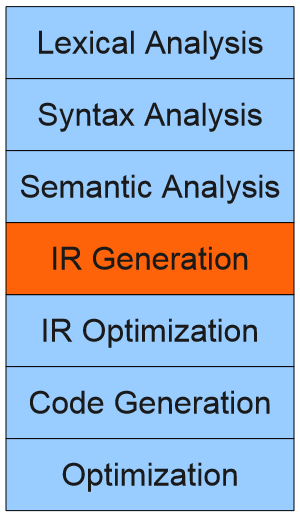 Lexical Analysis
Syntax Analysis
Semantic Analysis
IR Generation
IR Optimization
Code Generation
Optimization